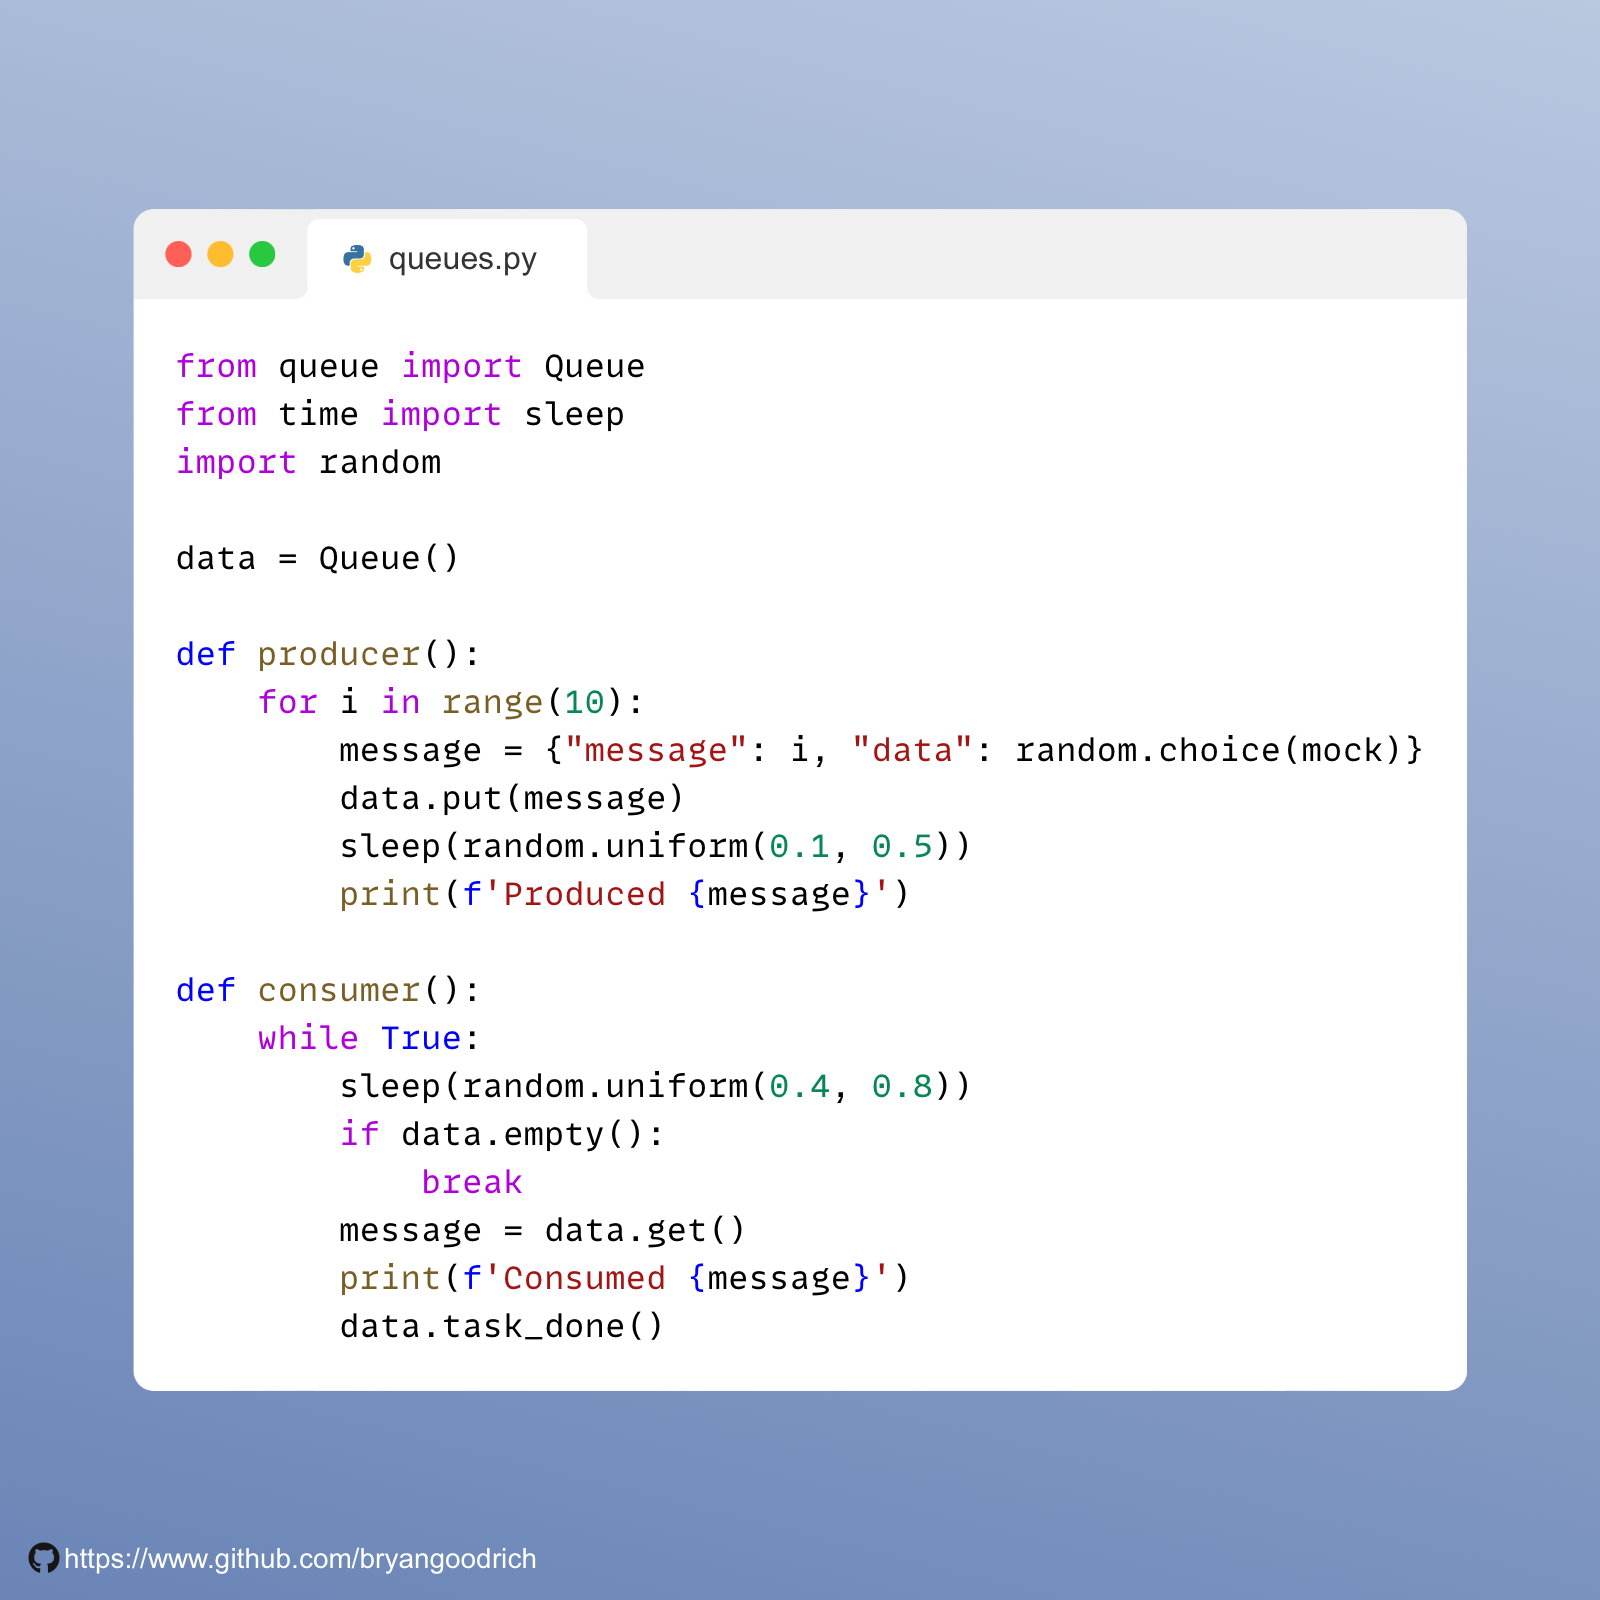 queues.py
from queue import Queue
from time import sleep
import random
data = Queue()
def producer():
    for i in range(10):
        message = {"message": i, "data": random.choice(mock)}
        data.put(message)
        sleep(random.uniform(0.1, 0.5))
        print(f'Produced {message}')
def consumer():
    while True:
        sleep(random.uniform(0.4, 0.8))
        if data.empty():
            break
        message = data.get()
        print(f'Consumed {message}')
        data.task_done()
https://www.github.com/bryangoodrich